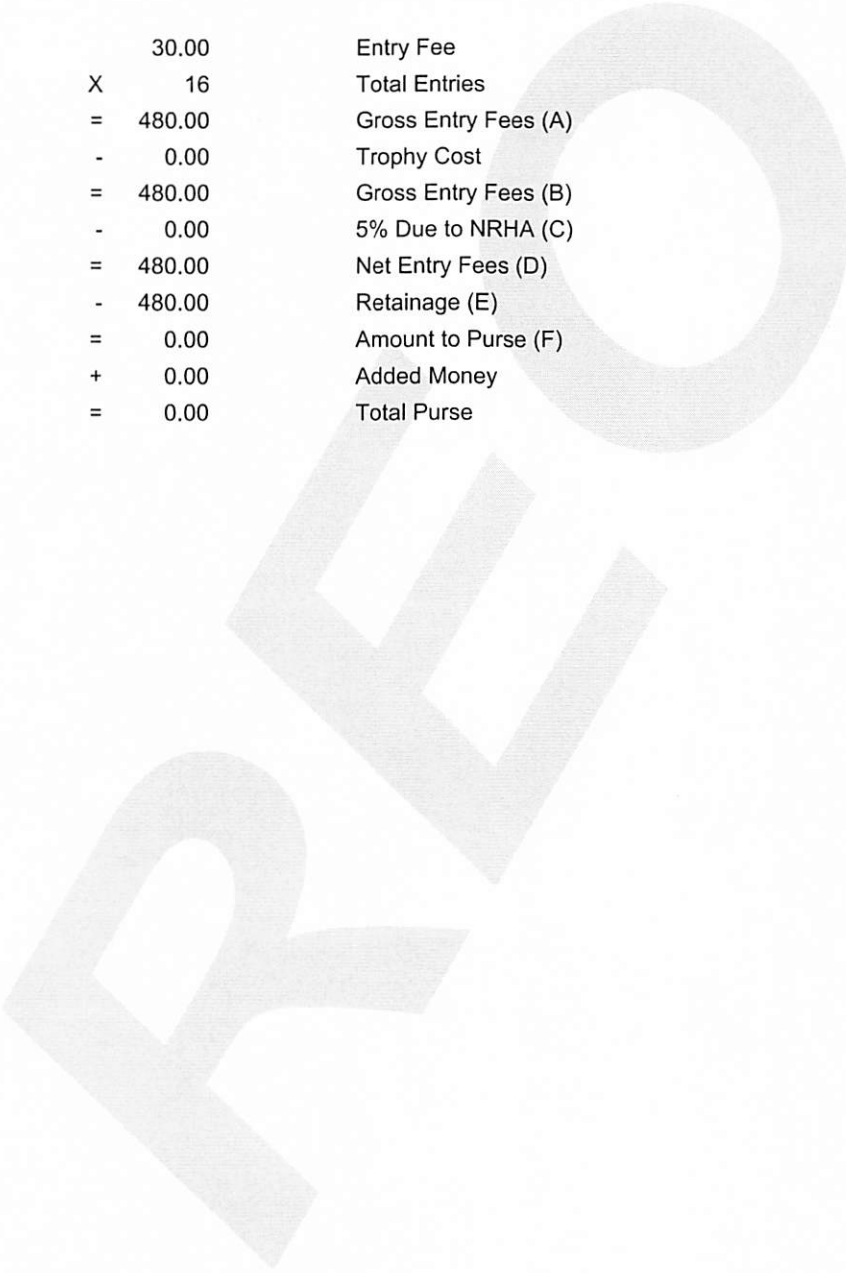 30.00 Entry Fee
X 16 Total Entries
= 480.00 Gross Entry Fees (A)
- 0.00 Trophy Cost
= 480.00 Gross Entry Fees (B)
- 0.00 5% Due to NRHA (C)
= 480.00 Net Entry Fees (D)
- 480.00 Retainage (E)
= 0.00 Amount to Purse (F)
+ 0.00 Added Money
= 0.00 Total Purse
REO